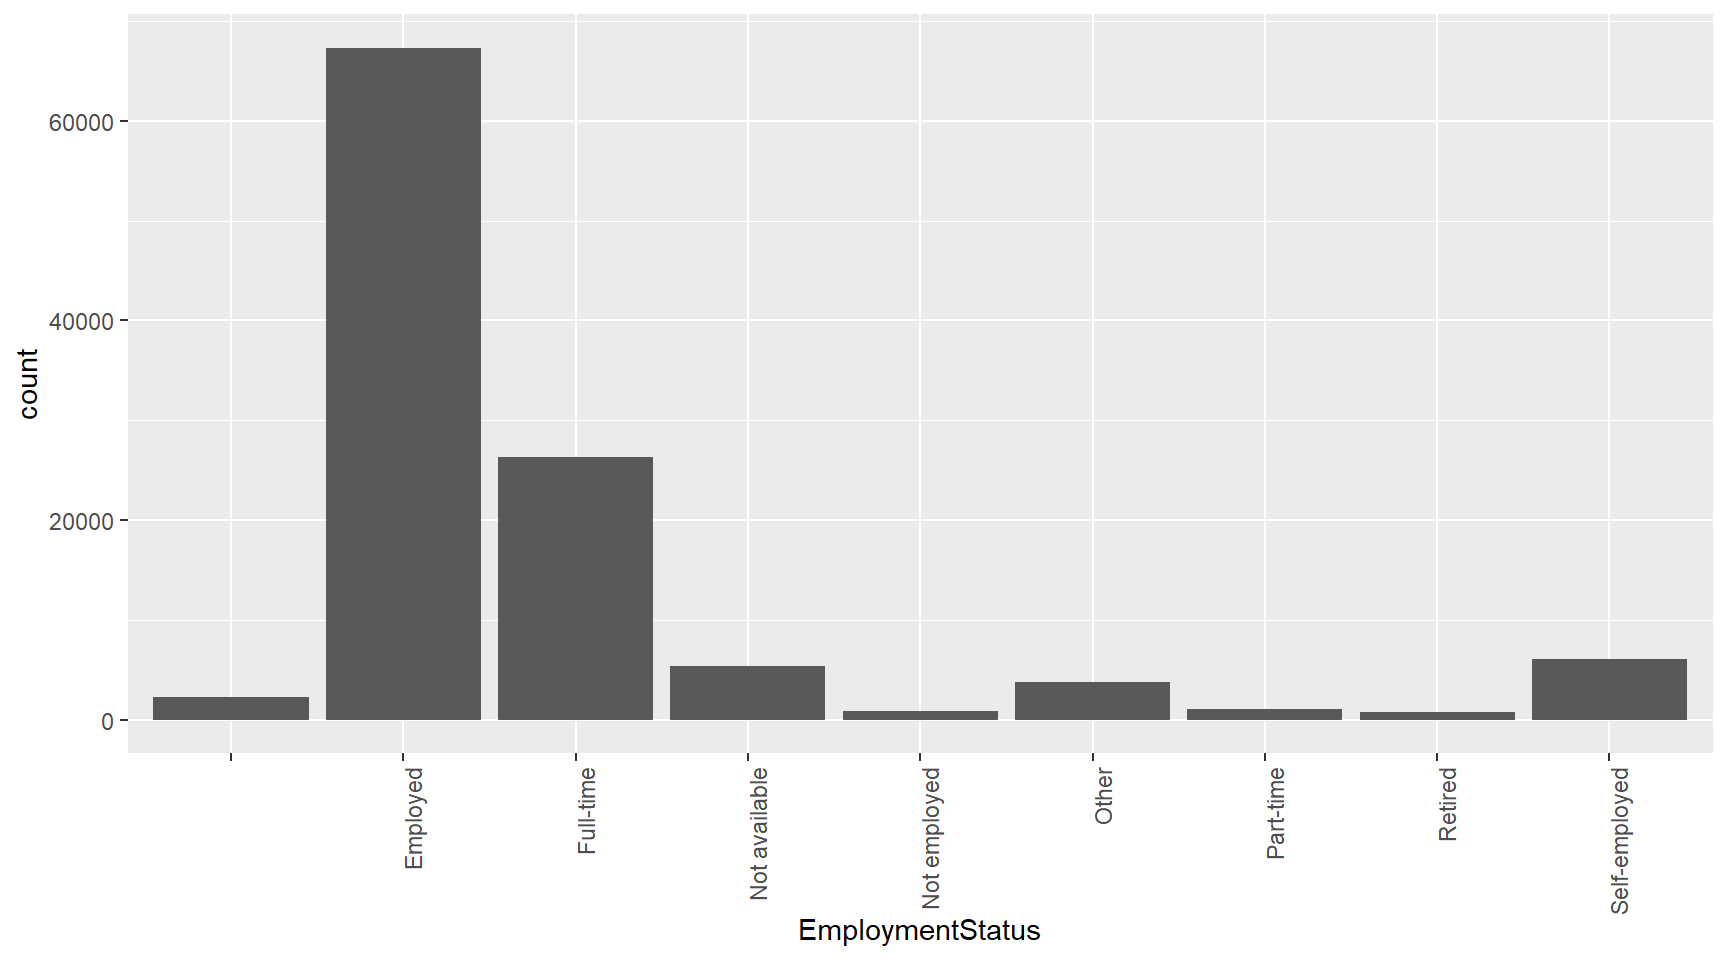 count
60000
40000
20000
0
Employed
Full-time
Not available
Not employed
Other
Part-time
Retired
Self-employed
EmploymentStatus